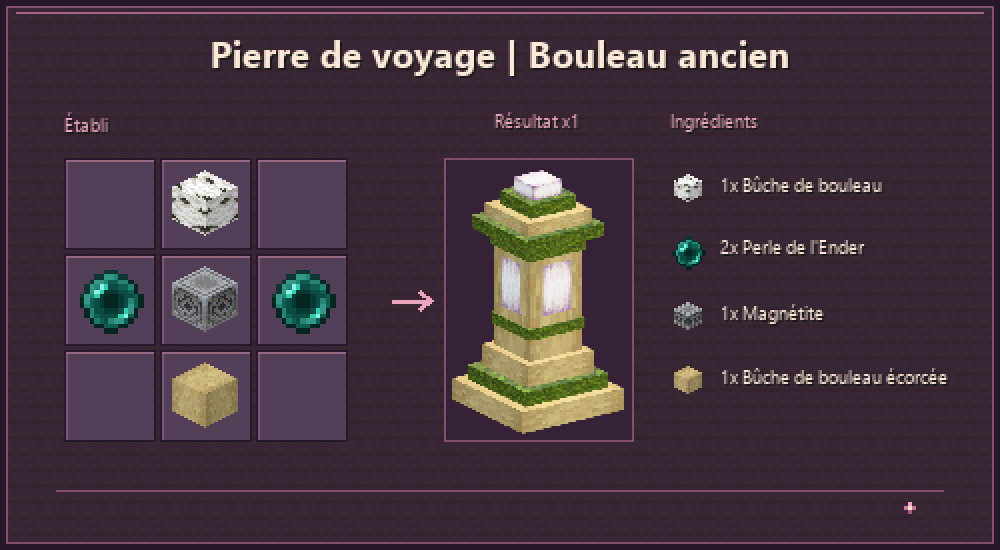 Pierre de voyage | Bouleau ancien
Établi
Résultat x1
Ingrédients
1x Bûche de bouleau
2x Perle de l'Ender
1x Magnétite
1x Bûche de bouleau écorcée